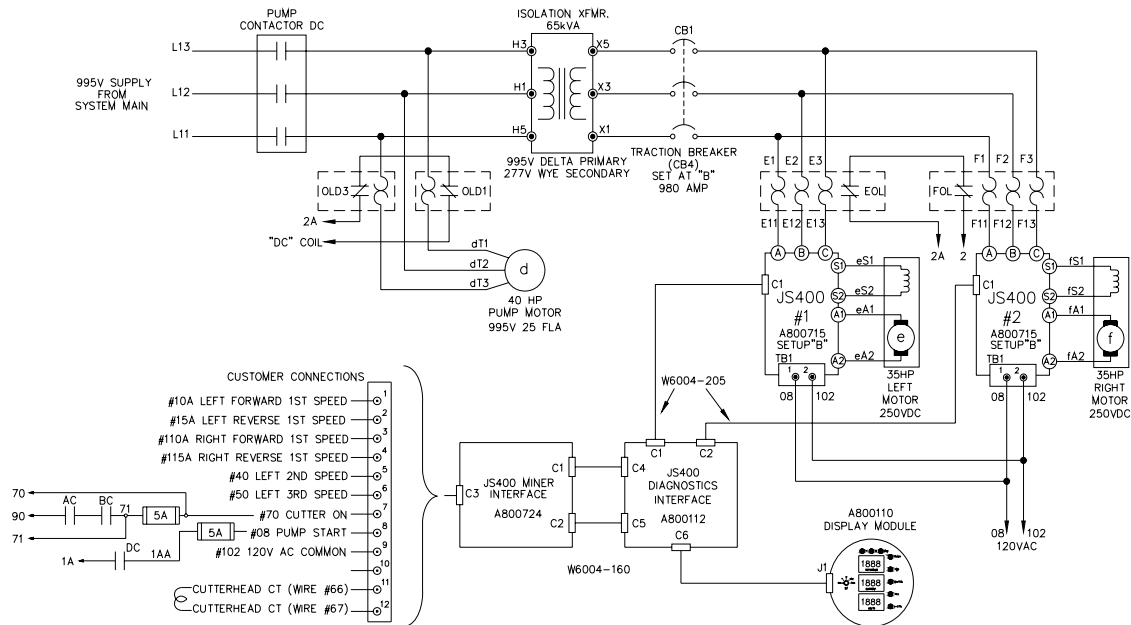 PUMP
CONTACTOR DC
ISOLATION XFMR.
65kVA
CB1
L13
H3
X5
995V SUPPLY
FROM
SYSTEM MAIN
L12
H1
X3
L11
H5
X1
995V DELTA PRIMARY
277V WYE SECONDARY
TRACTION BREAKER
(CB4)
SET AT "B"
980 AMP
E1
E2
E3
F1
F2
F3
OLD3
OLD1
EOL
FOL
2A
"DC" COIL
E11
E12
E13
F11
F12
F13
2A
2
dT1
dT2
dT3
d
40 HP
PUMP MOTOR
995V 25 FLA
A
B
C
C1
JS400
#1
A800715
SETUP"B"
TB1
1
2
S1
S2
A1
A2
eS1
eS2
eA1
eA2
e
35HP
LEFT
MOTOR
250VDC
08
102
A
B
C
C1
JS400
#2
A800715
SETUP"B"
TB1
1
2
S1
S2
A1
A2
fS1
fS2
fA1
fA2
f
35HP
RIGHT
MOTOR
250VDC
08
102
08
102
120VAC
W6004-205
CUSTOMER CONNECTIONS
#10A LEFT FORWARD 1ST SPEED
1
#15A LEFT REVERSE 1ST SPEED
2
#110A RIGHT FORWARD 1ST SPEED
3
#115A RIGHT REVERSE 1ST SPEED
4
#40 LEFT 2ND SPEED
5
#50 LEFT 3RD SPEED
6
70
#70 CUTTER ON
7
90
AC
BC
71
5A
71
5A
#08 PUMP START
8
#102 120V AC COMMON
9
1A
DC
1AA
10
CUTTERHEAD CT (WIRE #66)
11
CUTTERHEAD CT (WIRE #67)
12
C3
JS400 MINER
INTERFACE
A800724
C1
C2
W6004-160
C1
C2
C4
C5
JS400
DIAGNOSTICS
INTERFACE
A800112
C6
A800110
DISPLAY MODULE
J1
1888
1888
1888